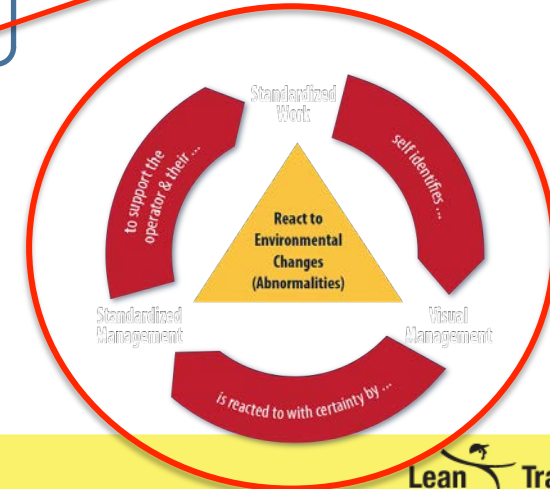 Standardized
Work
self identifies ...
Visual
Management
is reacted to with certainty by ...
Standardized
Management
to support the
operator & their ...
React to
Environmental
Changes
(Abnormalities)
Lean Tra